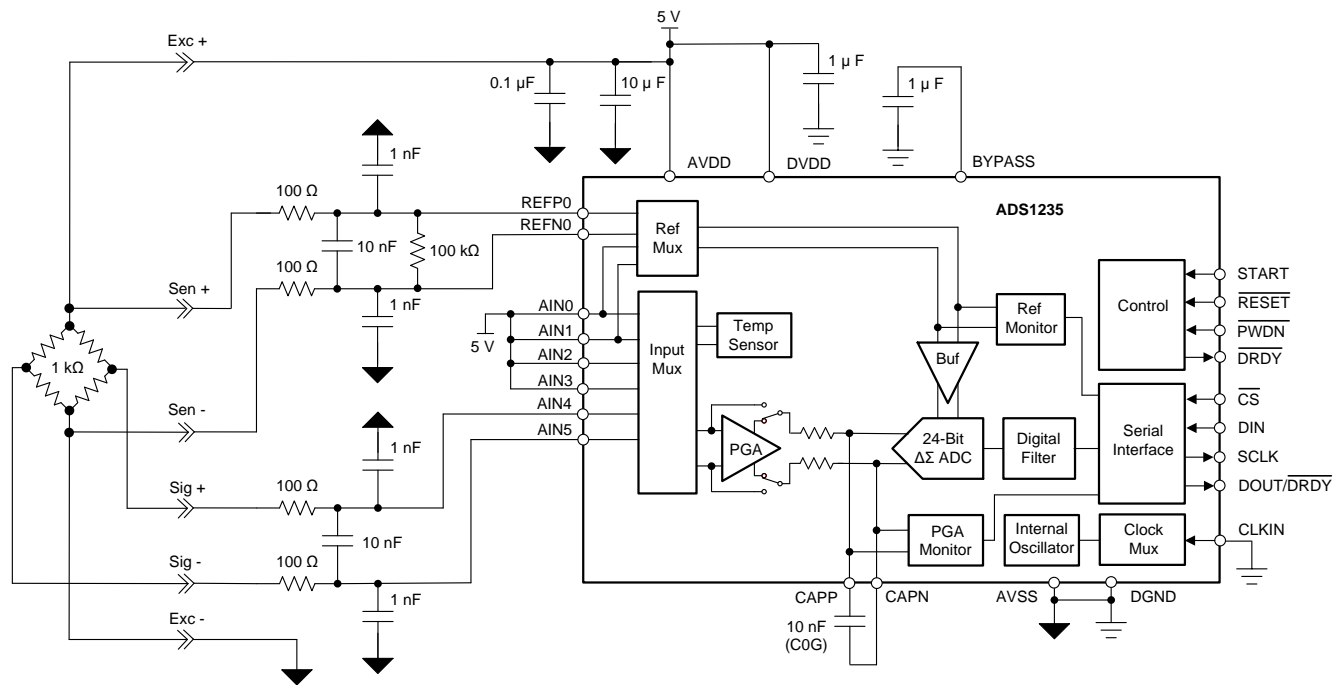 5 V
Exc +
0.1 µF
10 µ F
1 µ F
1 µ F
AVDD
DVDD
BYPASS
1 nF
100 Ω
REFP0
REFN0
Ref
Mux
ADS1235
10 nF
100 kΩ
100 Ω
Sen +
1 nF
START
RESET
PWDN
DRDY
Control
AIN0
AIN1
AIN2
AIN3
AIN4
AIN5
5 V
Input
Mux
Temp
Sensor
Ref
Monitor
Buf
1 kΩ
Sen -
1 nF
PGA
24-Bit
ΔΣ ADC
Digital
Filter
Serial
Interface
CS
DIN
SCLK
DOUT/DRDY
Sig +
100 Ω
10 nF
Sig -
100 Ω
1 nF
PGA
Monitor
Internal
Oscillator
Clock
Mux
CLKIN
Exc -
CAPP
CAPN
AVSS
DGND
10 nF
(C0G)